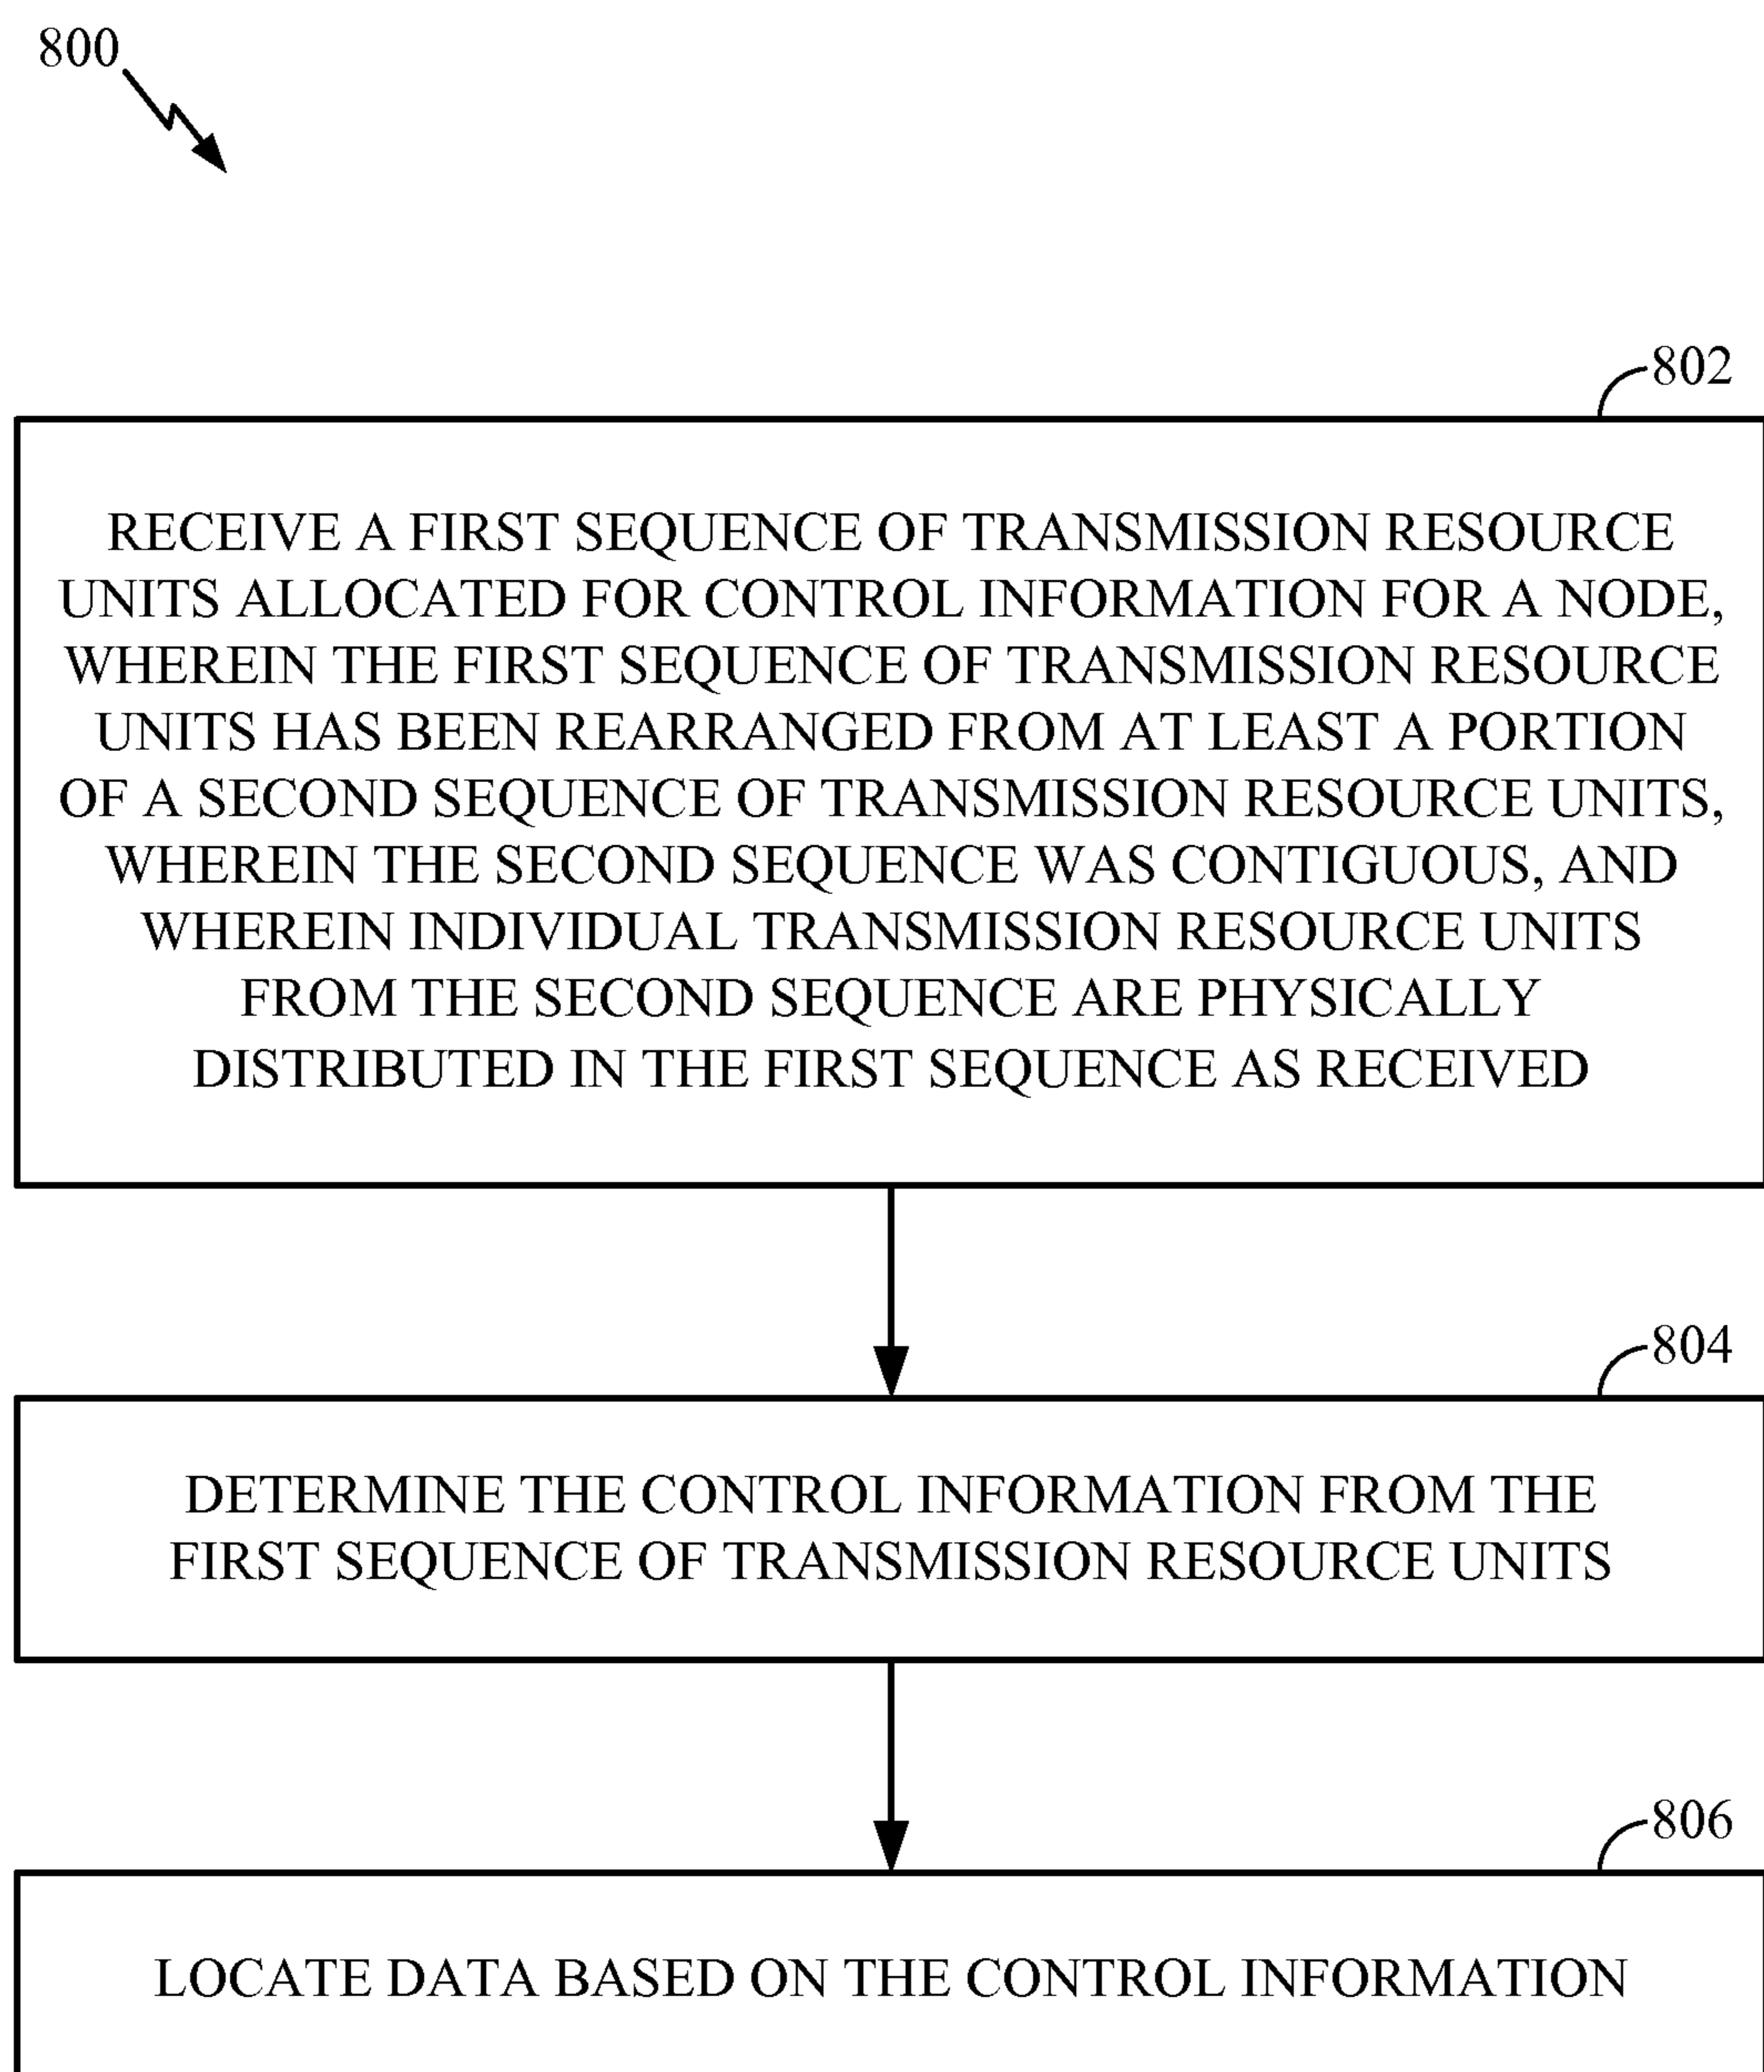 800
802
RECEIVE A FIRST SEQUENCE OF TRANSMISSION RESOURCE
UNITS ALLOCATED FOR CONTROL INFORMATION FOR A NODE,
WHEREIN THE FIRST SEQUENCE OF TRANSMISSION RESOURCE
UNITS HAS BEEN REARRANGED FROM AT LEAST A PORTION
OF A SECOND SEQUENCE OF TRANSMISSION RESOURCE UNITS,
WHEREIN THE SECOND SEQUENCE WAS CONTIGUOUS, AND
WHEREIN INDIVIDUAL TRANSMISSION RESOURCE UNITS
FROM THE SECOND SEQUENCE ARE PHYSICALLY
DISTRIBUTED IN THE FIRST SEQUENCE AS RECEIVED
804
DETERMINE THE CONTROL INFORMATION FROM THE
FIRST SEQUENCE OF TRANSMISSION RESOURCE UNITS
806
LOCATE DATA BASED ON THE CONTROL INFORMATION